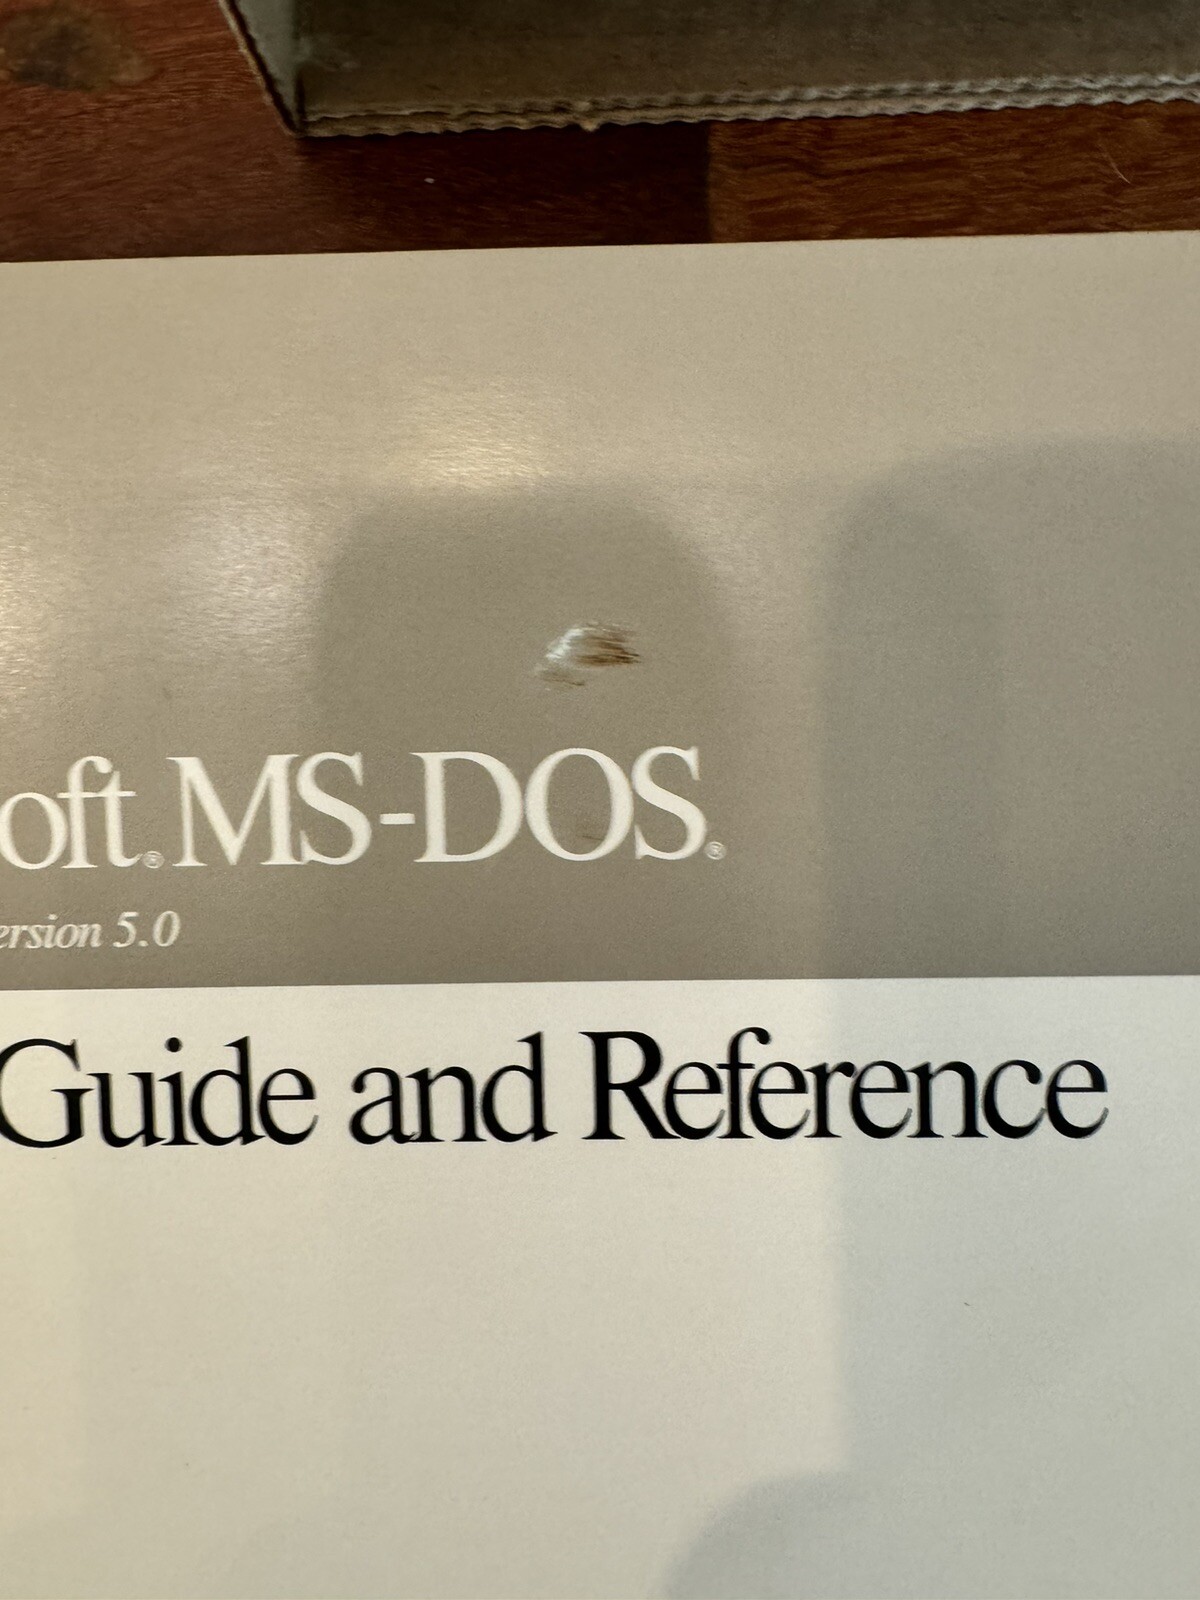 oft® MS-DOS®
ersion 5.0
Guide and Reference